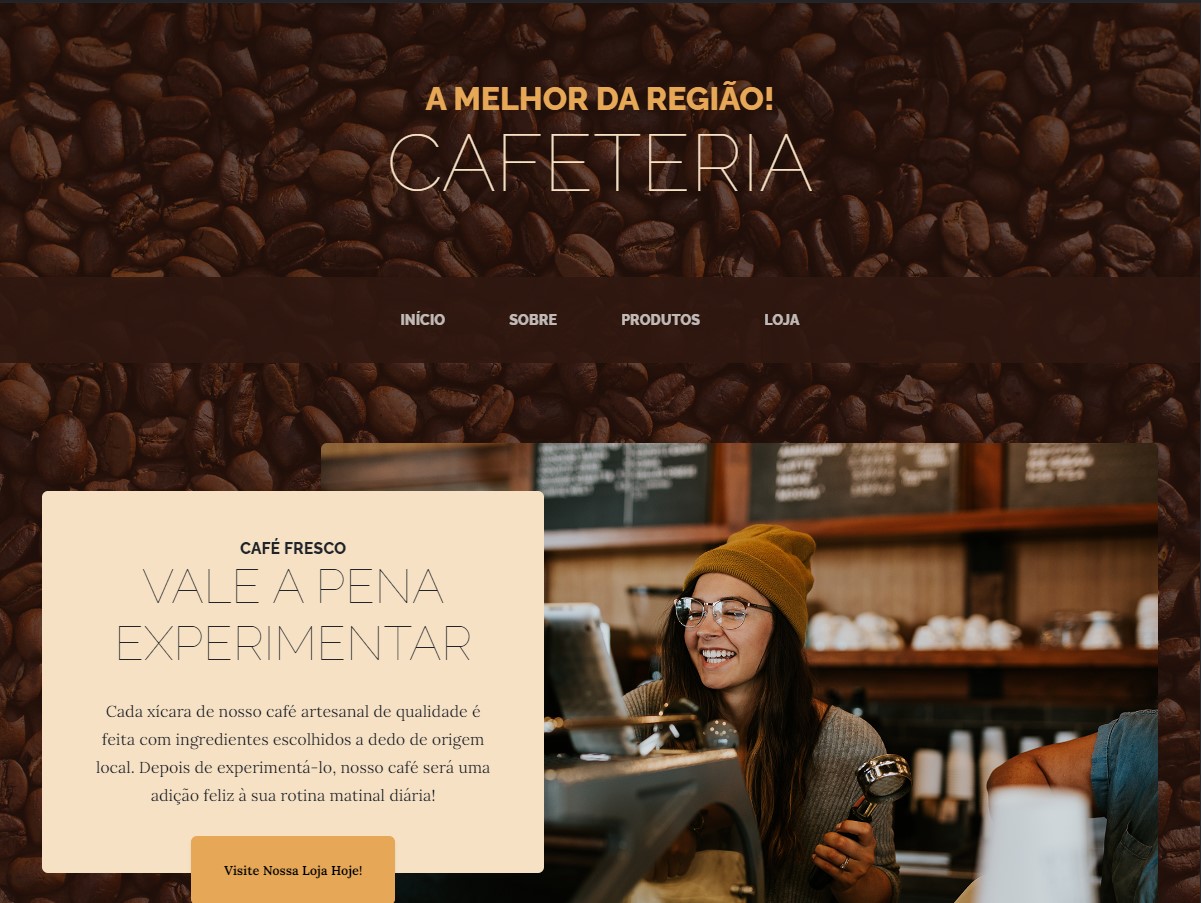 A MELHOR DA REGIÃO!
CAFETERIA
INÍCIO
SOBRE
PRODUTOS
LOJA
CAFÉ FRESCO
VALE A PENA
EXPERIMENTAR
Cada xícara de nosso café artesanal de qualidade é
feita com ingredientes escolhidos a dedo de origem
local. Depois de experimentá-lo, nosso café será uma
adição feliz à sua rotina matinal diária!
Visite Nossa Loja Hoje!